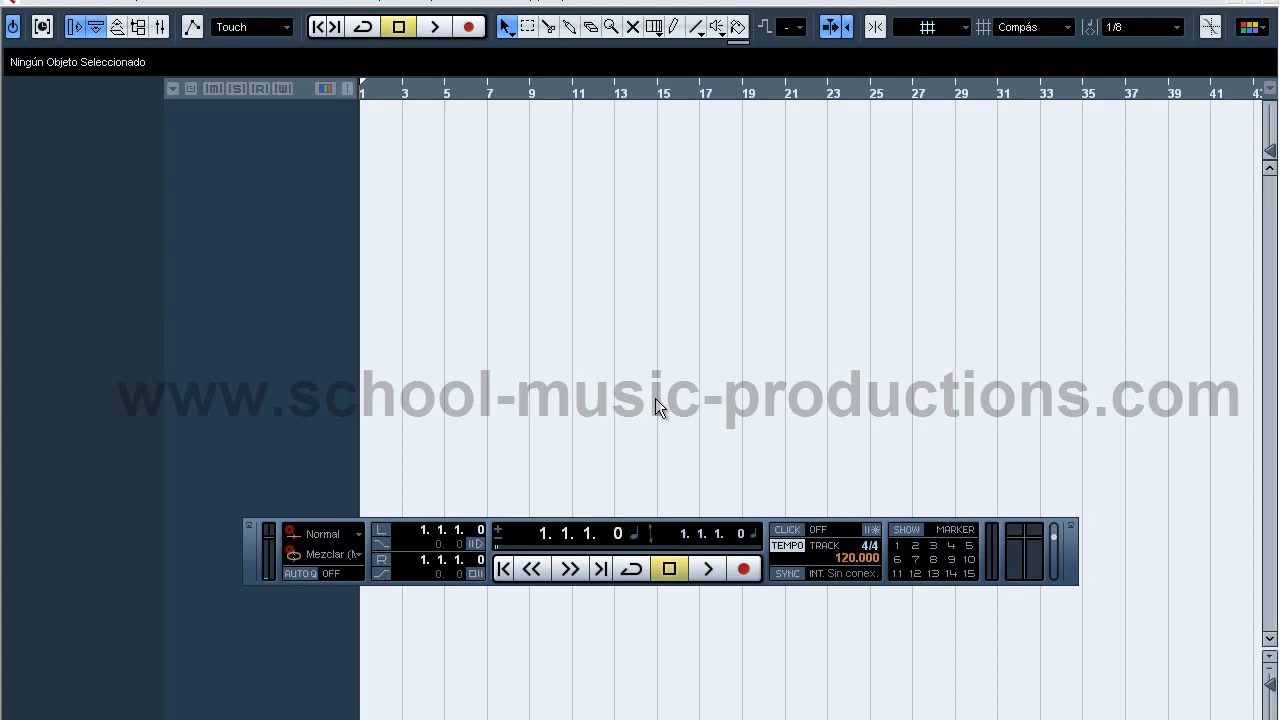 Touch
-
Compás
1/8
Ningún Objeto Seleccionado
[M] [S] [R] [W]
1 3 5 7 9 11 13 15 17 19 21 23 25 27 29 31 33 35 37 39 41
www.school-music-productions.com
Normal
Mezclar (M
AUTO Q OFF
L 1. 1. 1. 0
0. 0
R 1. 1. 1. 0
0. 0
1. 1. 1. 0
1. 1. 1. 0
CLICK OFF
TEMPO TRACK 4/4
120.000
SYNC INT. Sin conex.
SHOW MARKER
1 2 3 4 5
6 7 8 9 10
11 12 13 14 15